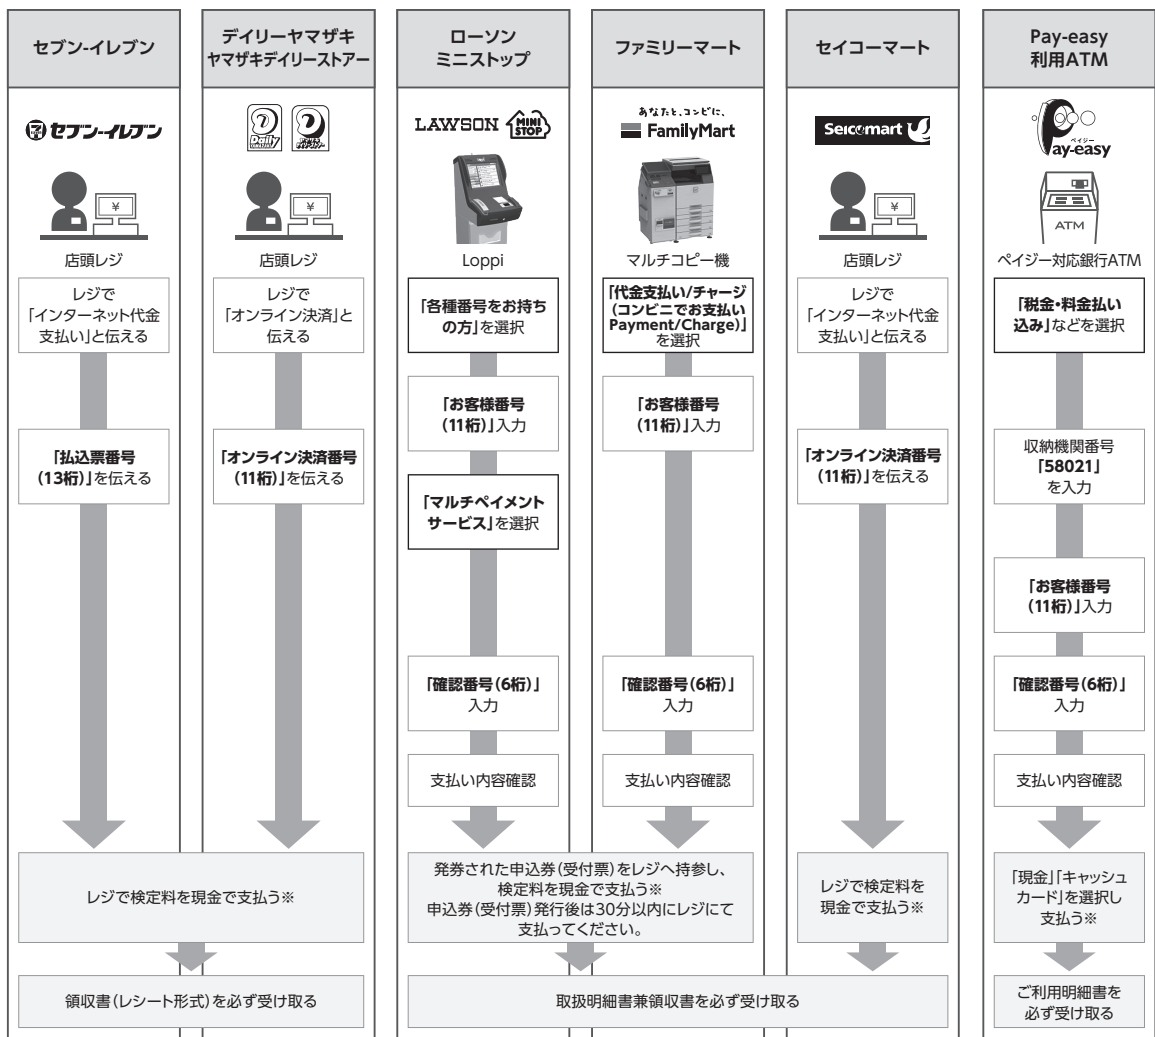 セブン-イレブン
セブン-イレブン
店頭レジ
レジで
「インターネット代金
支払い」と伝える
「払込票番号
(13桁)」を伝える
デイリーヤマザキ
ヤマザキデイリーストアー
Daily
店頭レジ
レジで
「オンライン決済」と
伝える
「オンライン決済番号
(11桁)」を伝える
レジで検定料を現金で支払う※
領収書(レシート形式)を必ず受け取る
ローソン
ミニストップ
LAWSON
MINI
STOP
Loppi
「各種番号をお持ち
の方」を選択
「お客様番号
(11桁)」入力
「マルチペイメント
サービス」を選択
「確認番号(6桁)」
入力
支払い内容確認
ファミリーマート
あなたと、コンビに、
FamilyMart
マルチコピー機
「代金支払い/チャージ
(コンビニでお支払い
Payment/Charge)」
を選択
「お客様番号
(11桁)」入力
「確認番号(6桁)」
入力
支払い内容確認
発券された申込券(受付票)をレジへ持参し、
検定料を現金で支払う※
申込券(受付票)発行後は30分以内にレジにて
支払ってください。
セイコーマート
Seicomart
店頭レジ
レジで
「インターネット代金
支払い」と伝える
「オンライン決済番号
(11桁)」を伝える
レジで検定料を
現金で支払う※
取扱明細書兼領収書を必ず受け取る
Pay-easy
利用ATM
ペイジー
Pay-easy
ATM
ペイジー対応銀行ATM
「税金・料金払い
込み」などを選択
収納機関番号
「58021」
を入力
「お客様番号
(11桁)」入力
「確認番号(6桁)」
入力
支払い内容確認
「現金」「キャッシュ
カード」を選択し
支払う※
ご利用明細書を
必ず受け取る